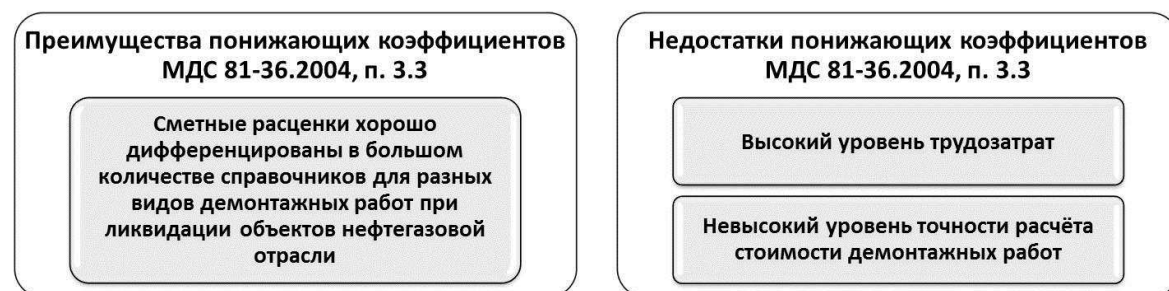 Преимущества понижающих коэффициентов
МДС 81-36.2004, п. 3.3
Сметные расценки хорошо
дифференцированы в большом
количестве справочников для разных
видов демонтажных работ при
ликвидации объектов нефтегазовой
отрасли
Недостатки понижающих коэффициентов
МДС 81-36.2004, п. 3.3
Высокий уровень трудозатрат
Невысокий уровень точности расчёта
стоимости демонтажных работ